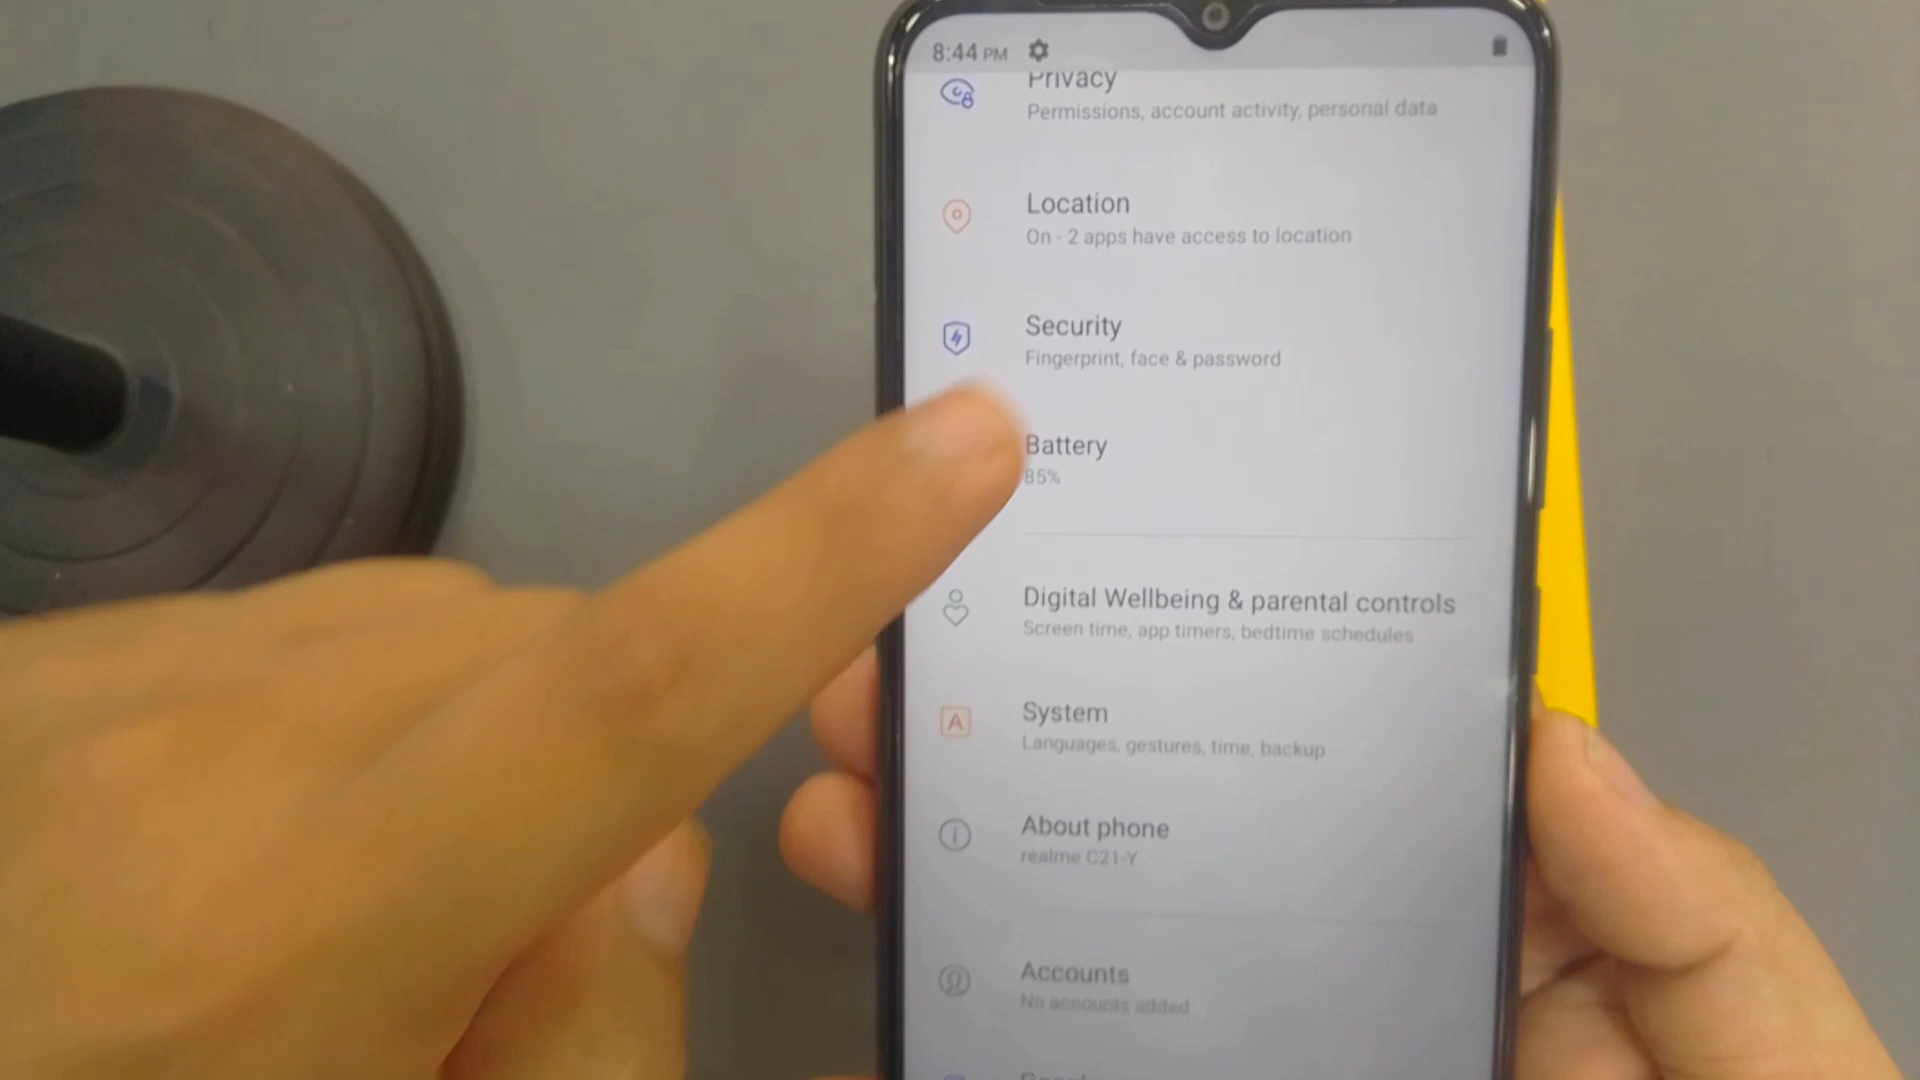 8:44 PM
Privacy
Permissions, account activity, personal data
Location
On - 2 apps have access to location
Security
Fingerprint, face & password
Battery
85%
Digital Wellbeing & parental controls
Screen time, app timers, bedtime schedules
A
System
Languages, gestures, time, backup
About phone
realme C21-Y
Accounts
No accounts added